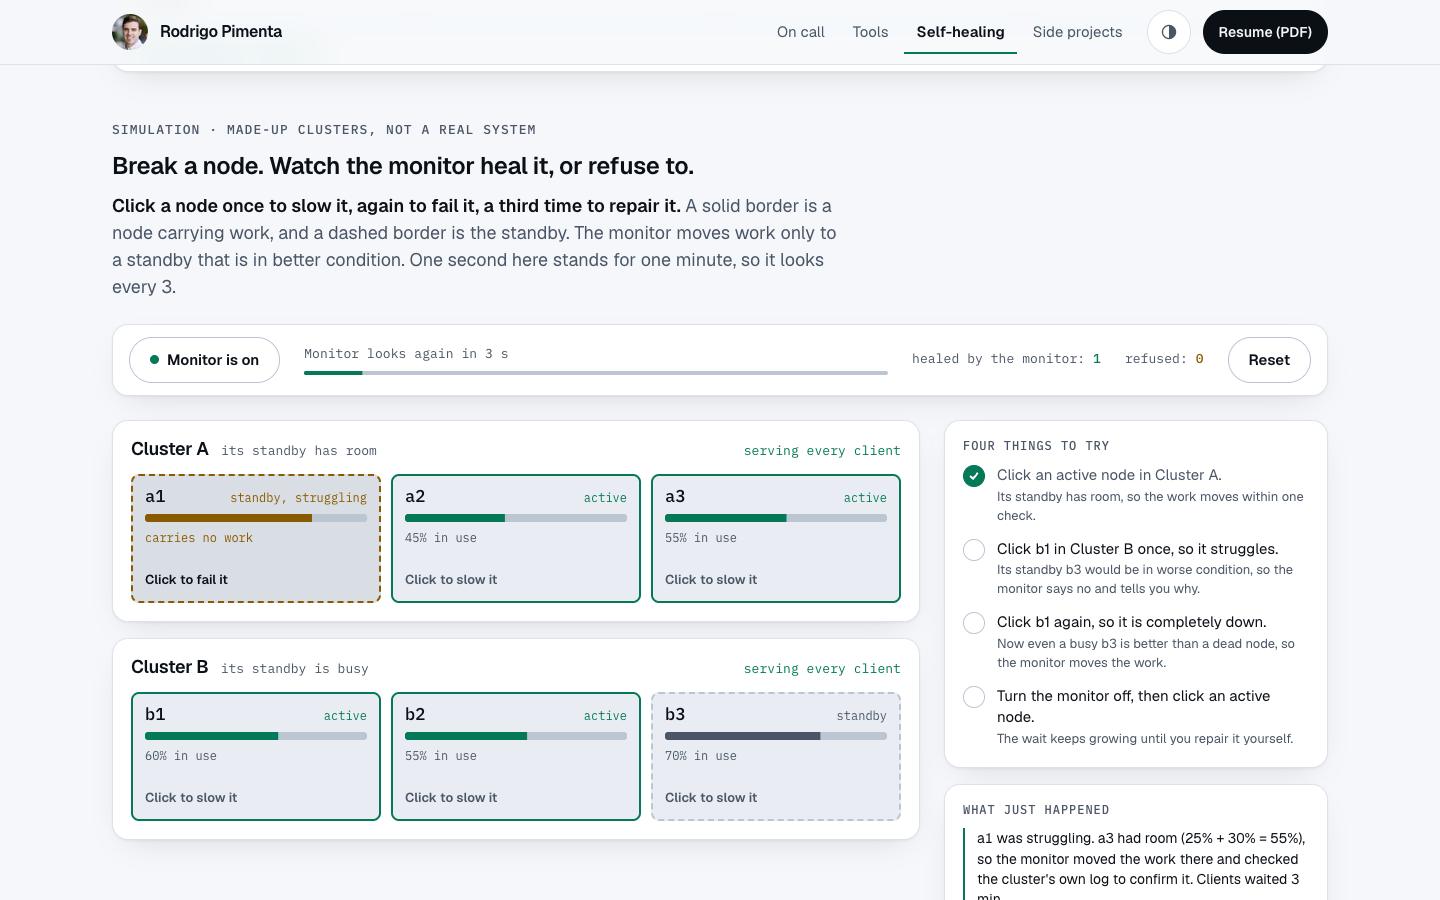 Rodrigo Pimenta
On call
Tools
Self-healing
Side projects
Resume (PDF)
SIMULATION · MADE-UP CLUSTERS, NOT A REAL SYSTEM
Break a node. Watch the monitor heal it, or refuse to.
Click a node once to slow it, again to fail it, a third time to repair it. A solid border is a
node carrying work, and a dashed border is the standby. The monitor moves work only to
a standby that is in better condition. One second here stands for one minute, so it looks
every 3.
Monitor is on
Monitor looks again in 3 s
healed by the monitor: 1
refused: 0
Reset
Cluster A its standby has room
serving every client
a1 standby, struggling
carries no work
Click to fail it
a2 active
45% in use
Click to slow it
a3 active
55% in use
Click to slow it
Cluster B its standby is busy
serving every client
b1 active
60% in use
Click to slow it
b2 active
55% in use
Click to slow it
b3 standby
70% in use
Click to slow it
FOUR THINGS TO TRY
Click an active node in Cluster A.
Its standby has room, so the work moves within one
check.
Click b1 in Cluster B once, so it struggles.
Its standby b3 would be in worse condition, so the
monitor says no and tells you why.
Click b1 again, so it is completely down.
Now even a busy b3 is better than a dead node, so
the monitor moves the work.
Turn the monitor off, then click an active
node.
The wait keeps growing until you repair it yourself.
WHAT JUST HAPPENED
a1 was struggling. a3 had room (25% + 30% = 55%),
so the monitor moved the work there and checked
the cluster's own log to confirm it. Clients waited 3
min.